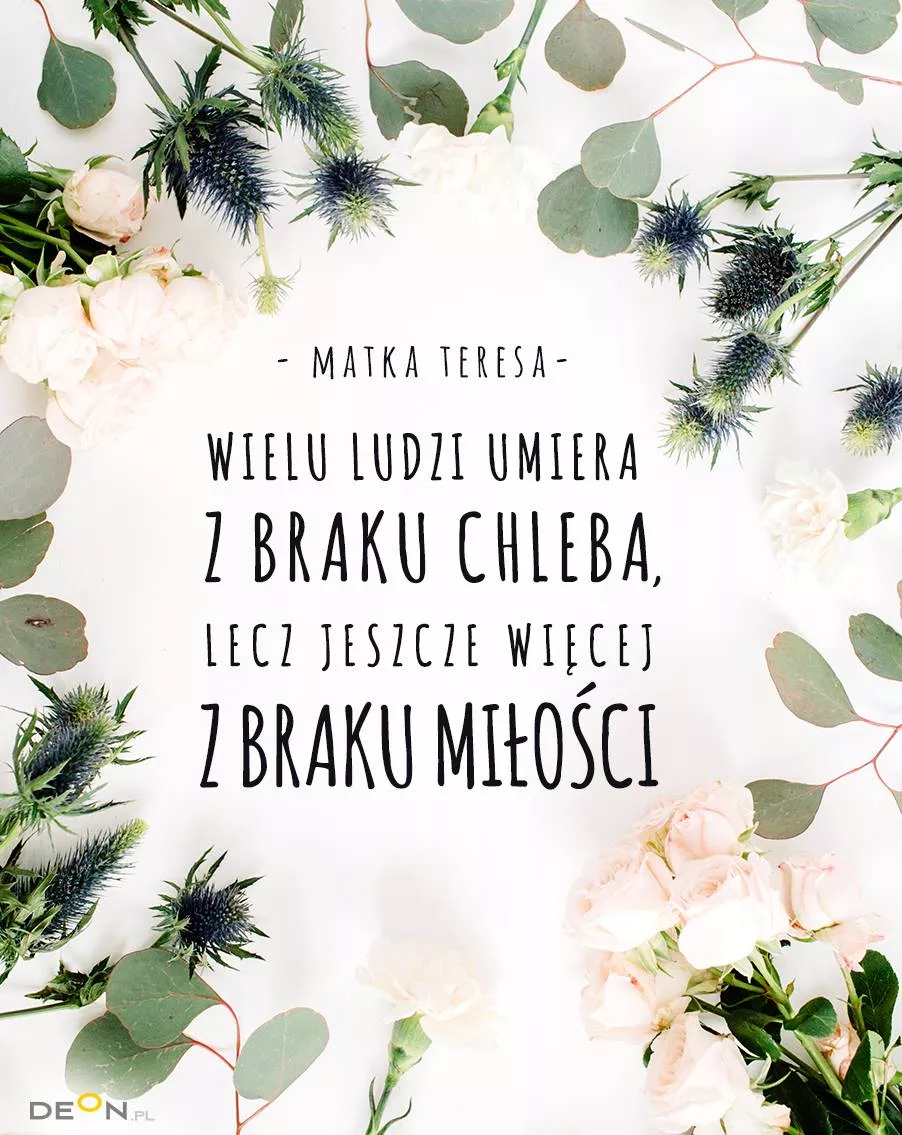 - MATKA TERESA-
WIELU LUDZI UMIERA
Z BRAKU CHLEBA,
LECZ JESZCZE WIĘCEJ
Z BRAKU MIŁOŚCI
DEON.PL